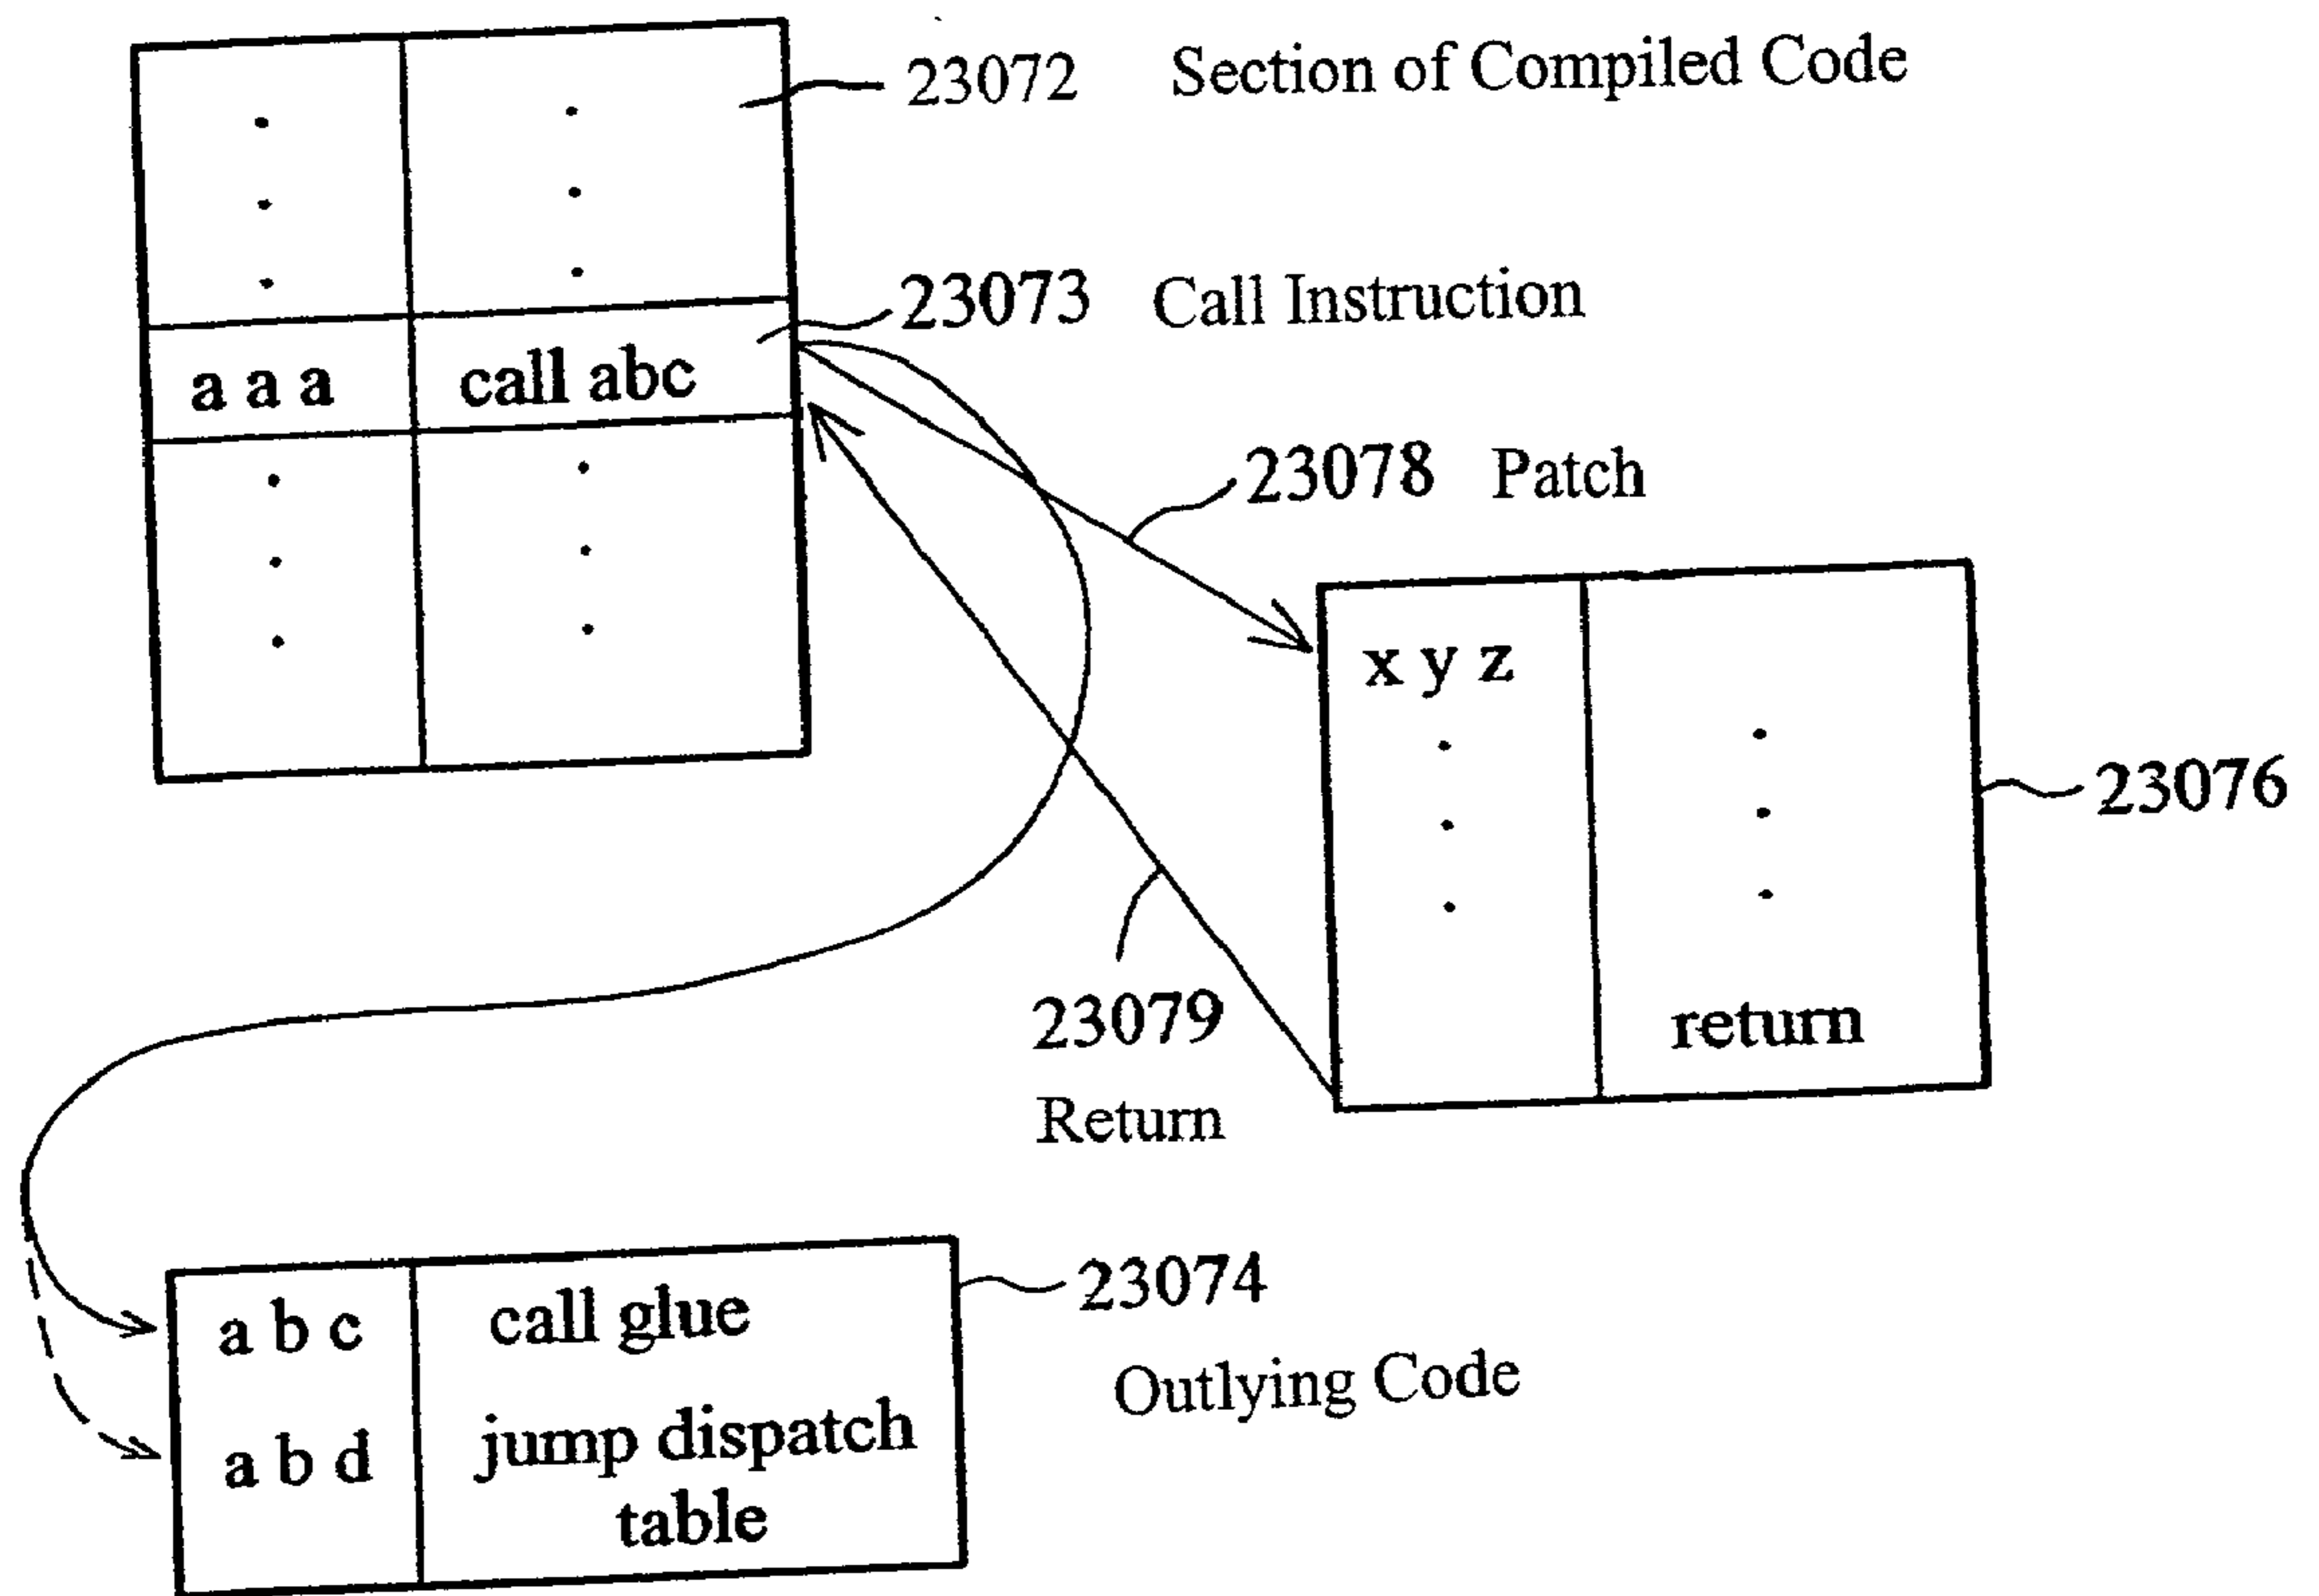 23072 Section of Compiled Code
23073 Call Instruction
a a a call abc
23078 Patch
x y z
23076
return
23079
Return
a b c call glue
23074
a b d jump dispatch
table
Outlying Code